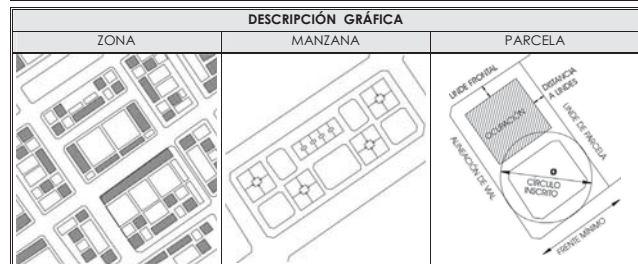 DESCRIPCIÓN GRÁFICA
ZONA
MANZANA
PARCELA
LINDE FRONTAL
DISTANCIA
A LINDES
OCUPACIÓN
LINDE DE PARCELA
ALINEACIÓN DE VIAL
Ø
CÍRCULO
INSCRITO
FRENTE MÍNIMO